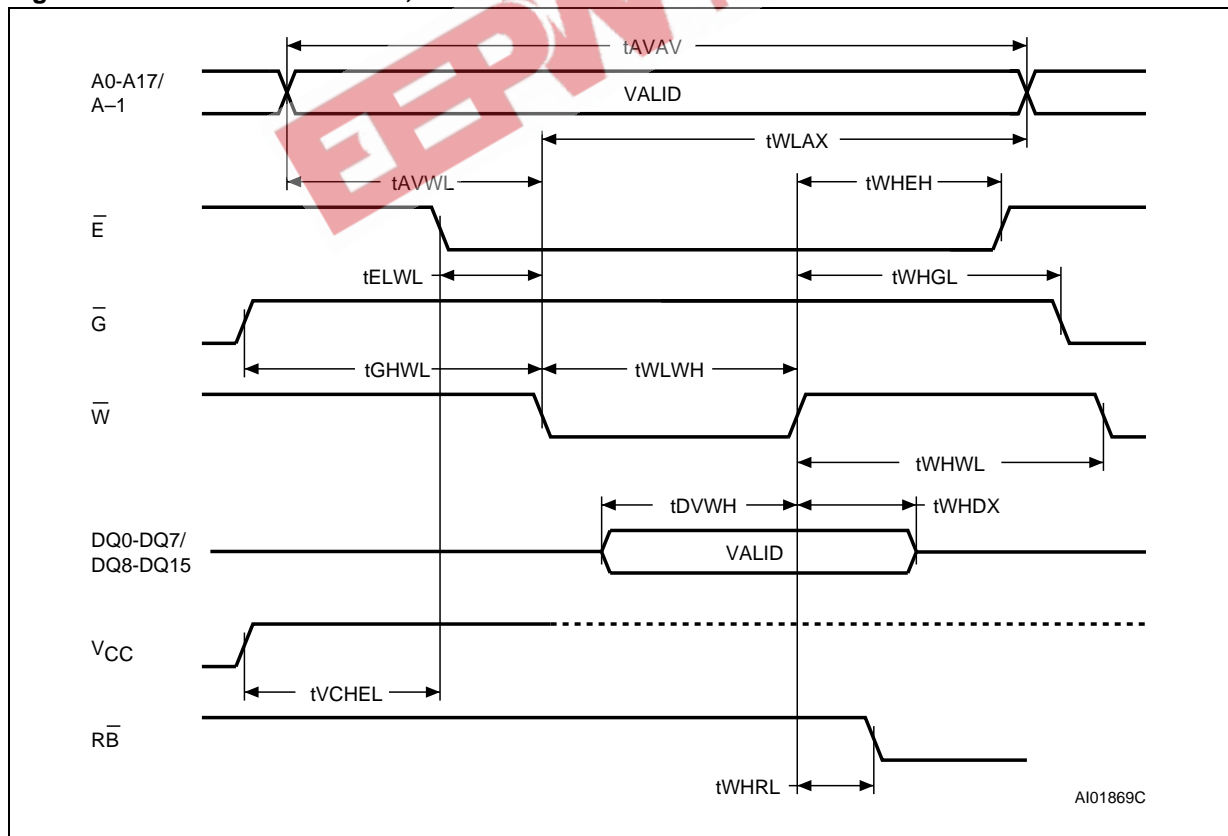 tAVAV
A0-A17/
A–1
VALID
tWLAX
tAVWL
tWHEH
E̅
tELWL
tWHGL
G̅
tGHWL
tWLWH
W̅
tWHWL
tDVWH
tWHDX
DQ0-DQ7/
DQ8-DQ15
VALID
VCC
tVCHEL
RB̅
tWHRL
AI01869C